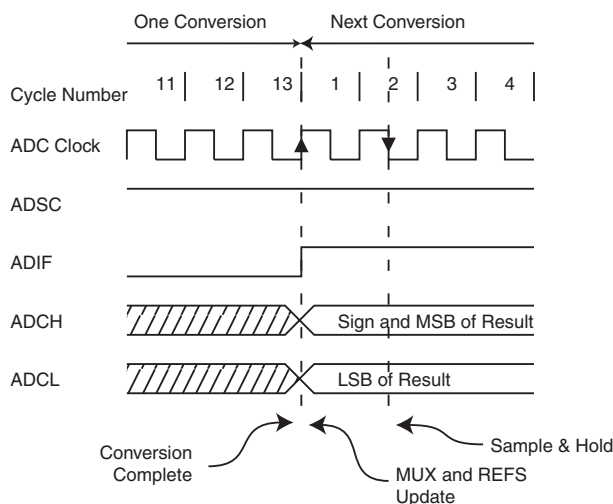 One Conversion Next Conversion
Cycle Number 11 12 13 1 2 3 4
ADC Clock
ADSC
ADIF
ADCH Sign and MSB of Result
ADCL LSB of Result
Conversion
Complete
MUX and REFS
Update
Sample & Hold